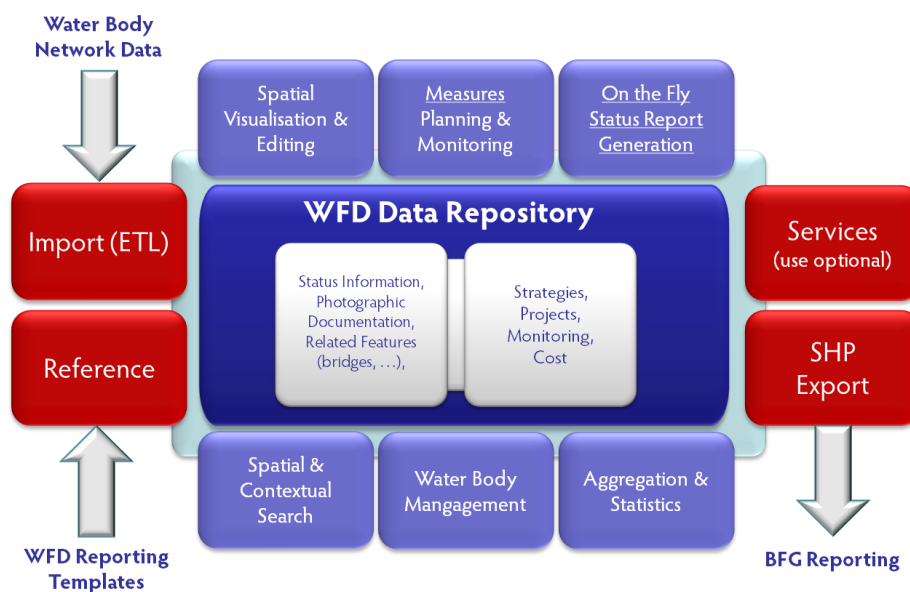 Water Body
Network Data
Spatial
Visualisation &
Editing
Measures
Planning &
Monitoring
On the Fly
Status Report
Generation
Import (ETL)
WFD Data Repository
Services
(use optional)
Status Information,
Photographic
Documentation,
Related Features
(bridges, …),
Strategies,
Projects,
Monitoring,
Cost
Reference
SHP
Export
Spatial &
Contextual
Search
Water Body
Mangagement
Aggregation &
Statistics
WFD Reporting
Templates
BFG Reporting